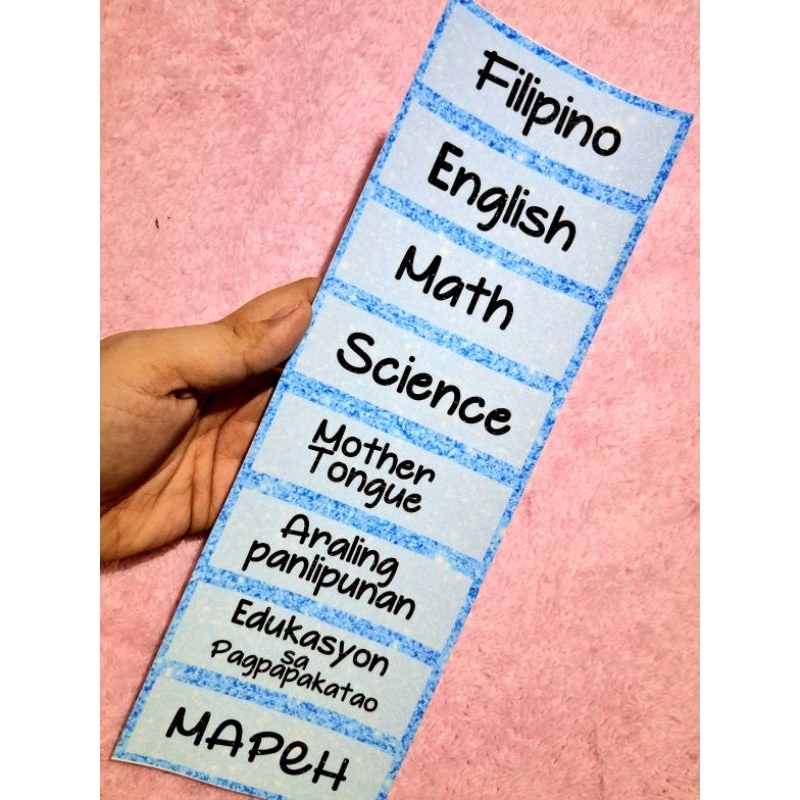 Filipino
English
Math
Science
Mother
Tongue
Araling
panlipunan
Edukasyon
sa
Pagpapakatao
MAPEH